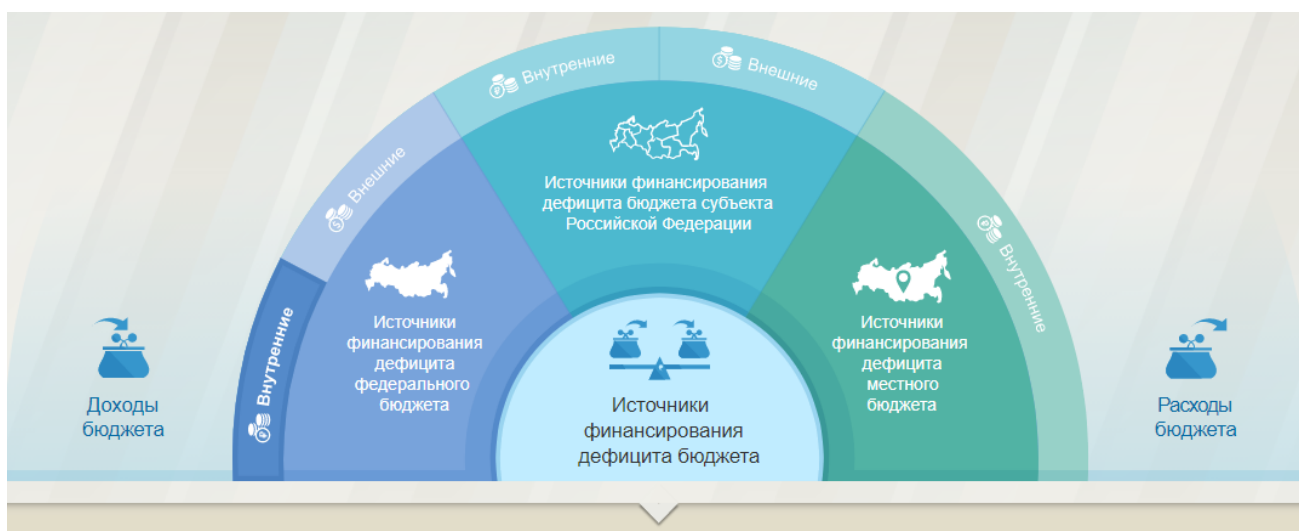 Внутренние
Внешние
Внешние
Внутренние
Источники финансирования
дефицита бюджета субъекта
Российской Федерации
Внутренние
Источники
финансирования
дефицита
федерального
бюджета
Источники
финансирования
дефицита
местного
бюджета
Доходы
бюджета
Источники
финансирования
дефицита бюджета
Расходы
бюджета